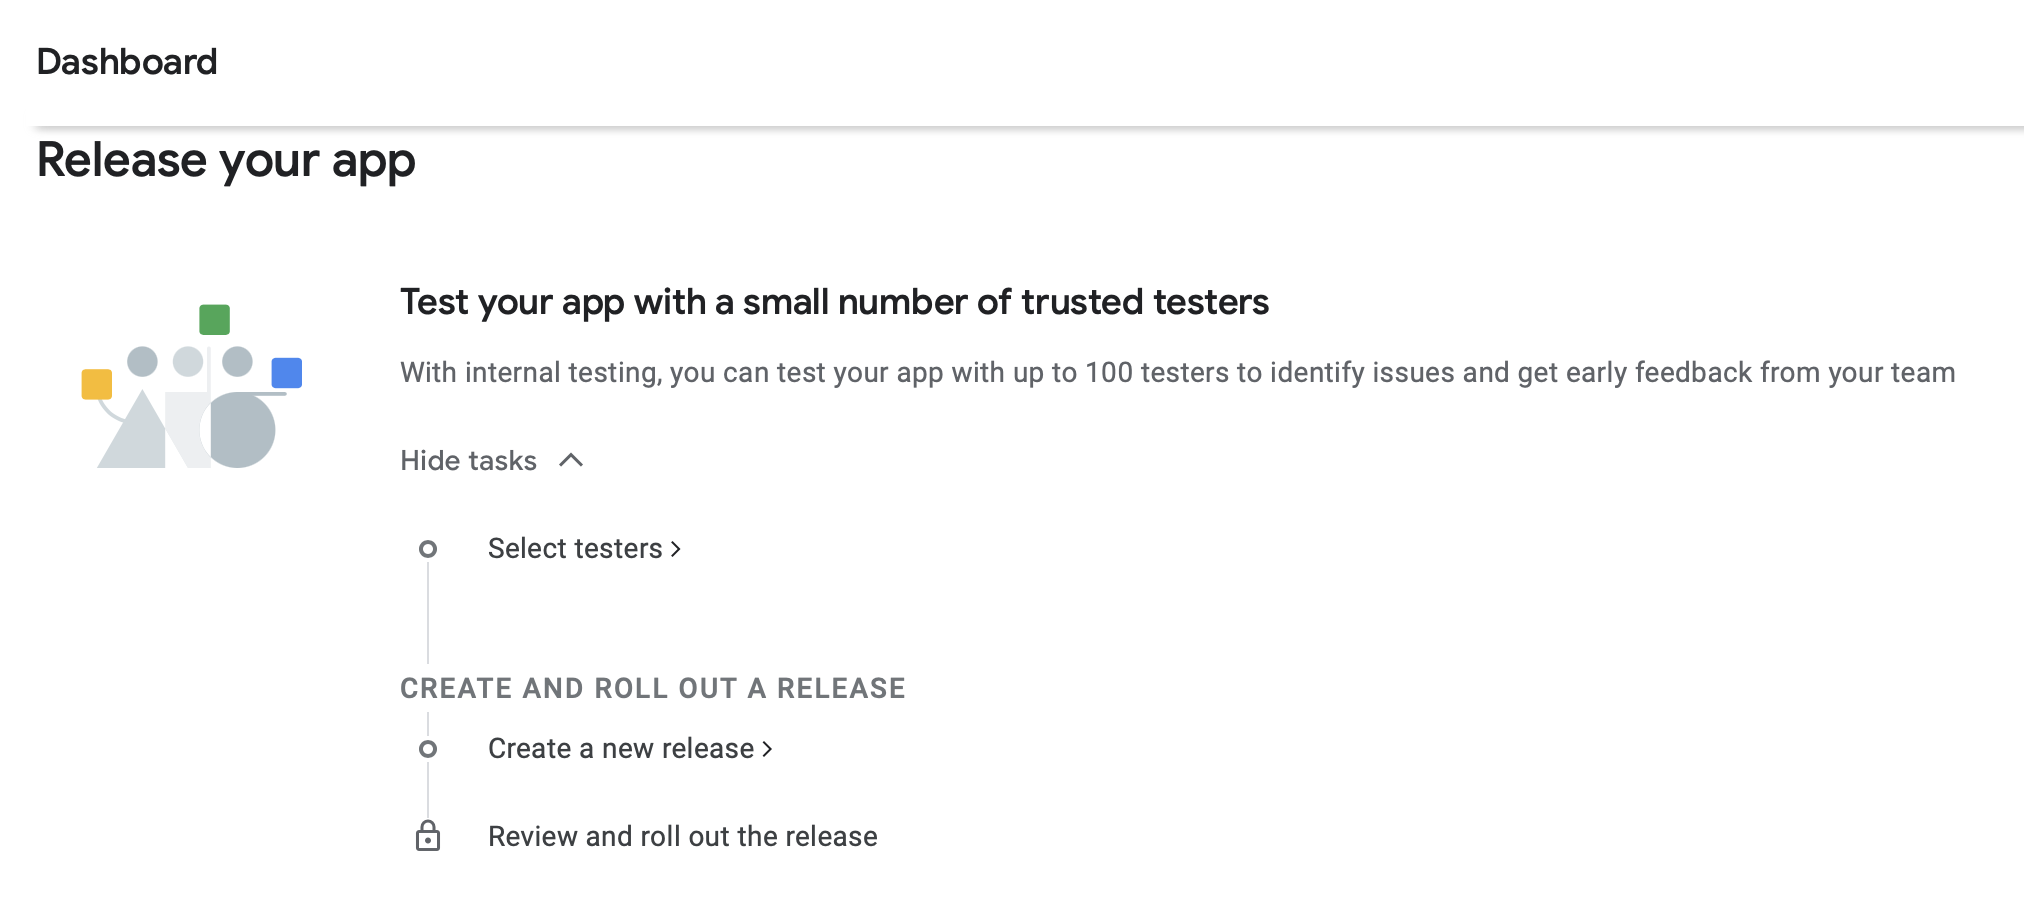 Dashboard
Release your app
Test your app with a small number of trusted testers
With internal testing, you can test your app with up to 100 testers to identify issues and get early feedback from your team
Hide tasks
Select testers
CREATE AND ROLL OUT A RELEASE
Create a new release
Review and roll out the release